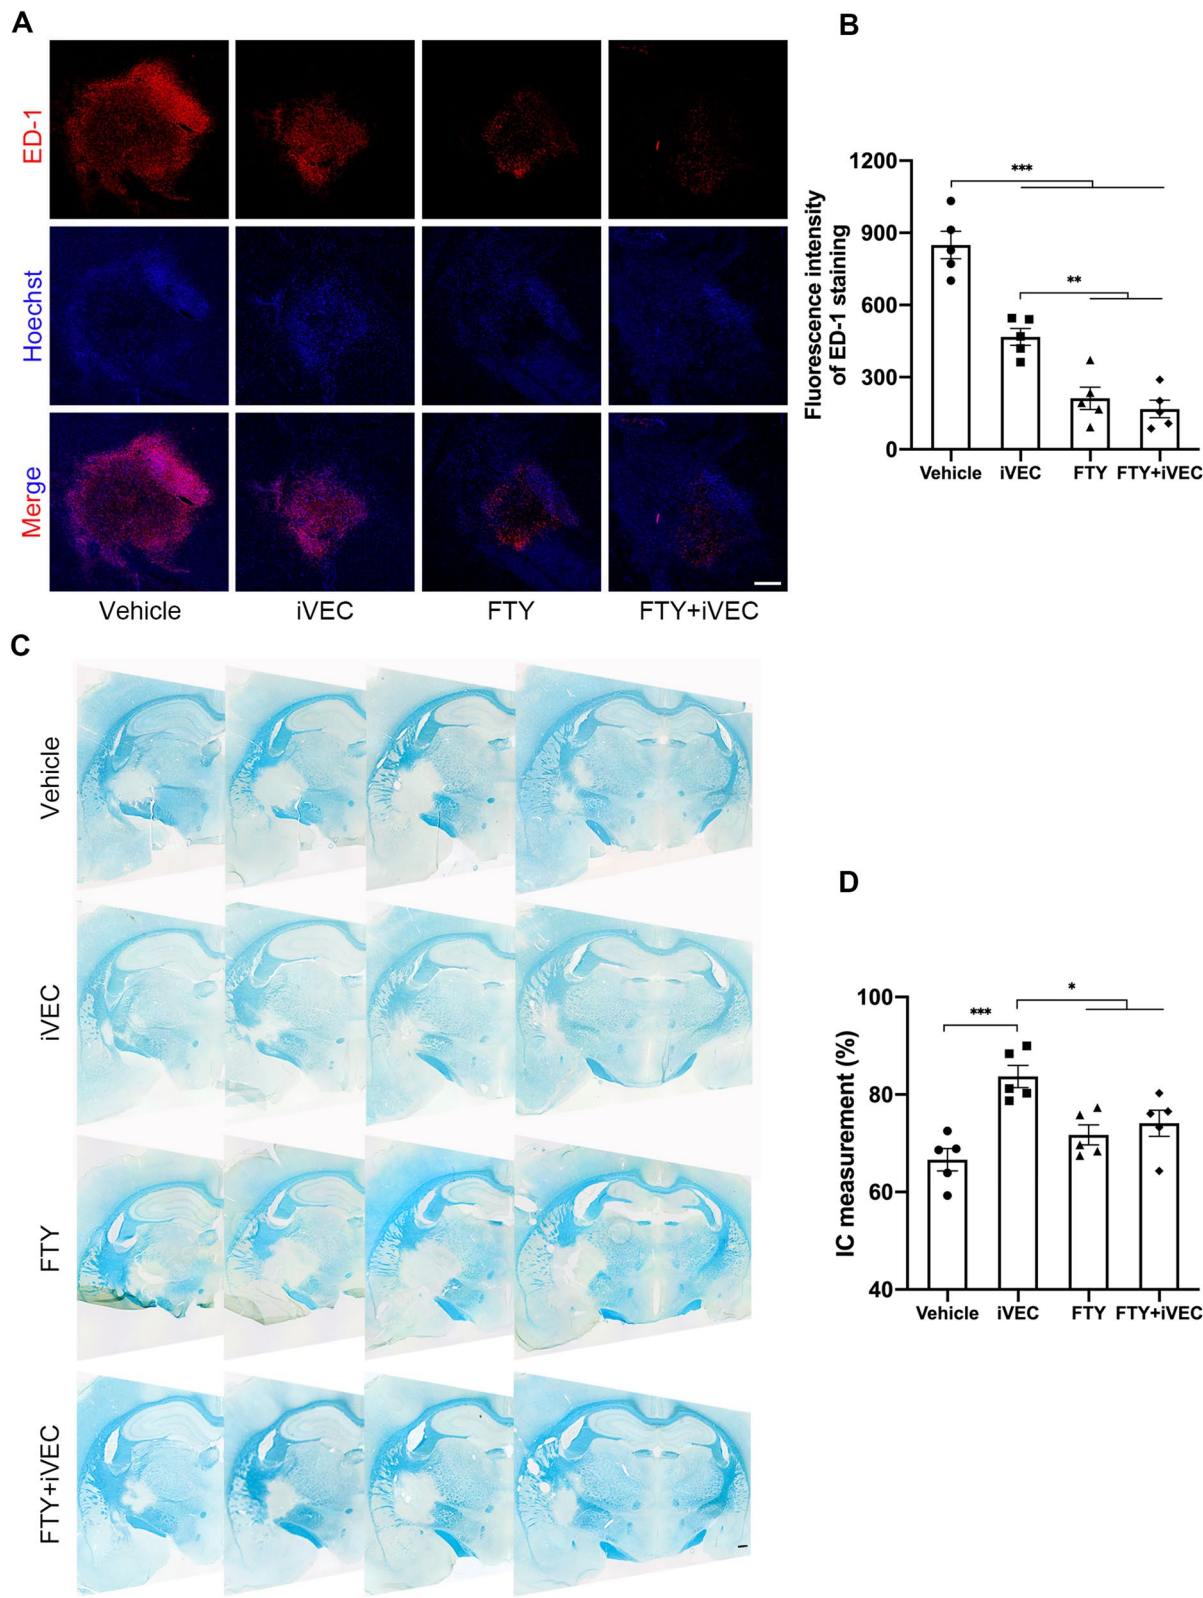 A
ED-1
Hoechst
Merge
Vehicle
iVEC
FTY
FTY+iVEC
B
Fluorescence intensity
of ED-1 staining
1200
900
600
300
0
***
**
Vehicle
iVEC
FTY
FTY+iVEC
C
Vehicle
iVEC
FTY
FTY+iVEC
D
IC measurement (%)
100
80
60
40
***
*
Vehicle
iVEC
FTY
FTY+iVEC